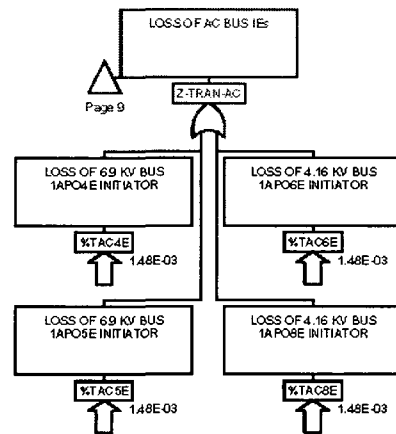 LOSS OF AC BUS IEs
Page 9
Z-TRAN-AC
LOSS OF 6.9 KV BUS
1APO4E INITIATOR
%TAC4E
1.48E-03
LOSS OF 4.16 KV BUS
1APO6E INITIATOR
%TAC6E
1.48E-03
LOSS OF 6.9 KV BUS
1APO5E INITIATOR
%TAC5E
1.48E-03
LOSS OF 4.16 KV BUS
1APO8E INITIATOR
%TAC8E
1.48E-03